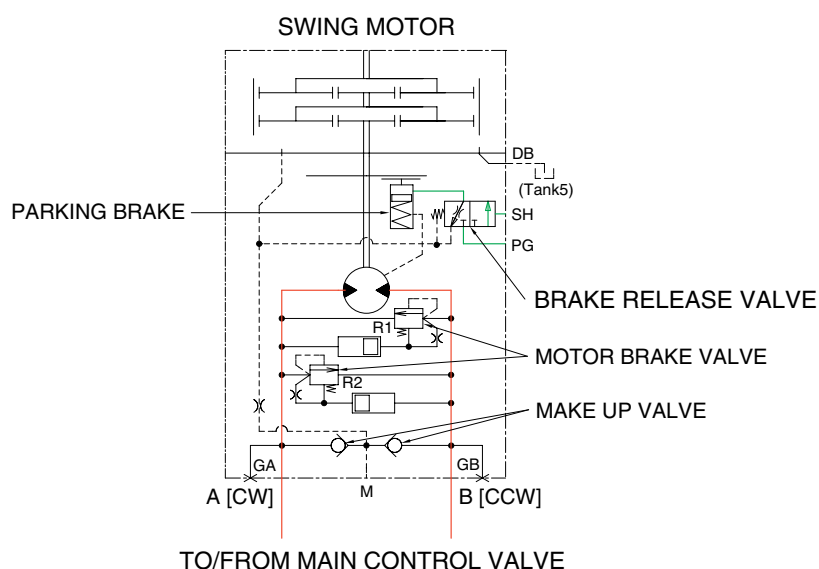 SWING MOTOR
DB
(Tank5)
PARKING BRAKE
SH
PG
BRAKE RELEASE VALVE
R1
MOTOR BRAKE VALVE
R2
MAKE UP VALVE
GA
GB
A [CW]
M
B [CCW]
TO/FROM MAIN CONTROL VALVE